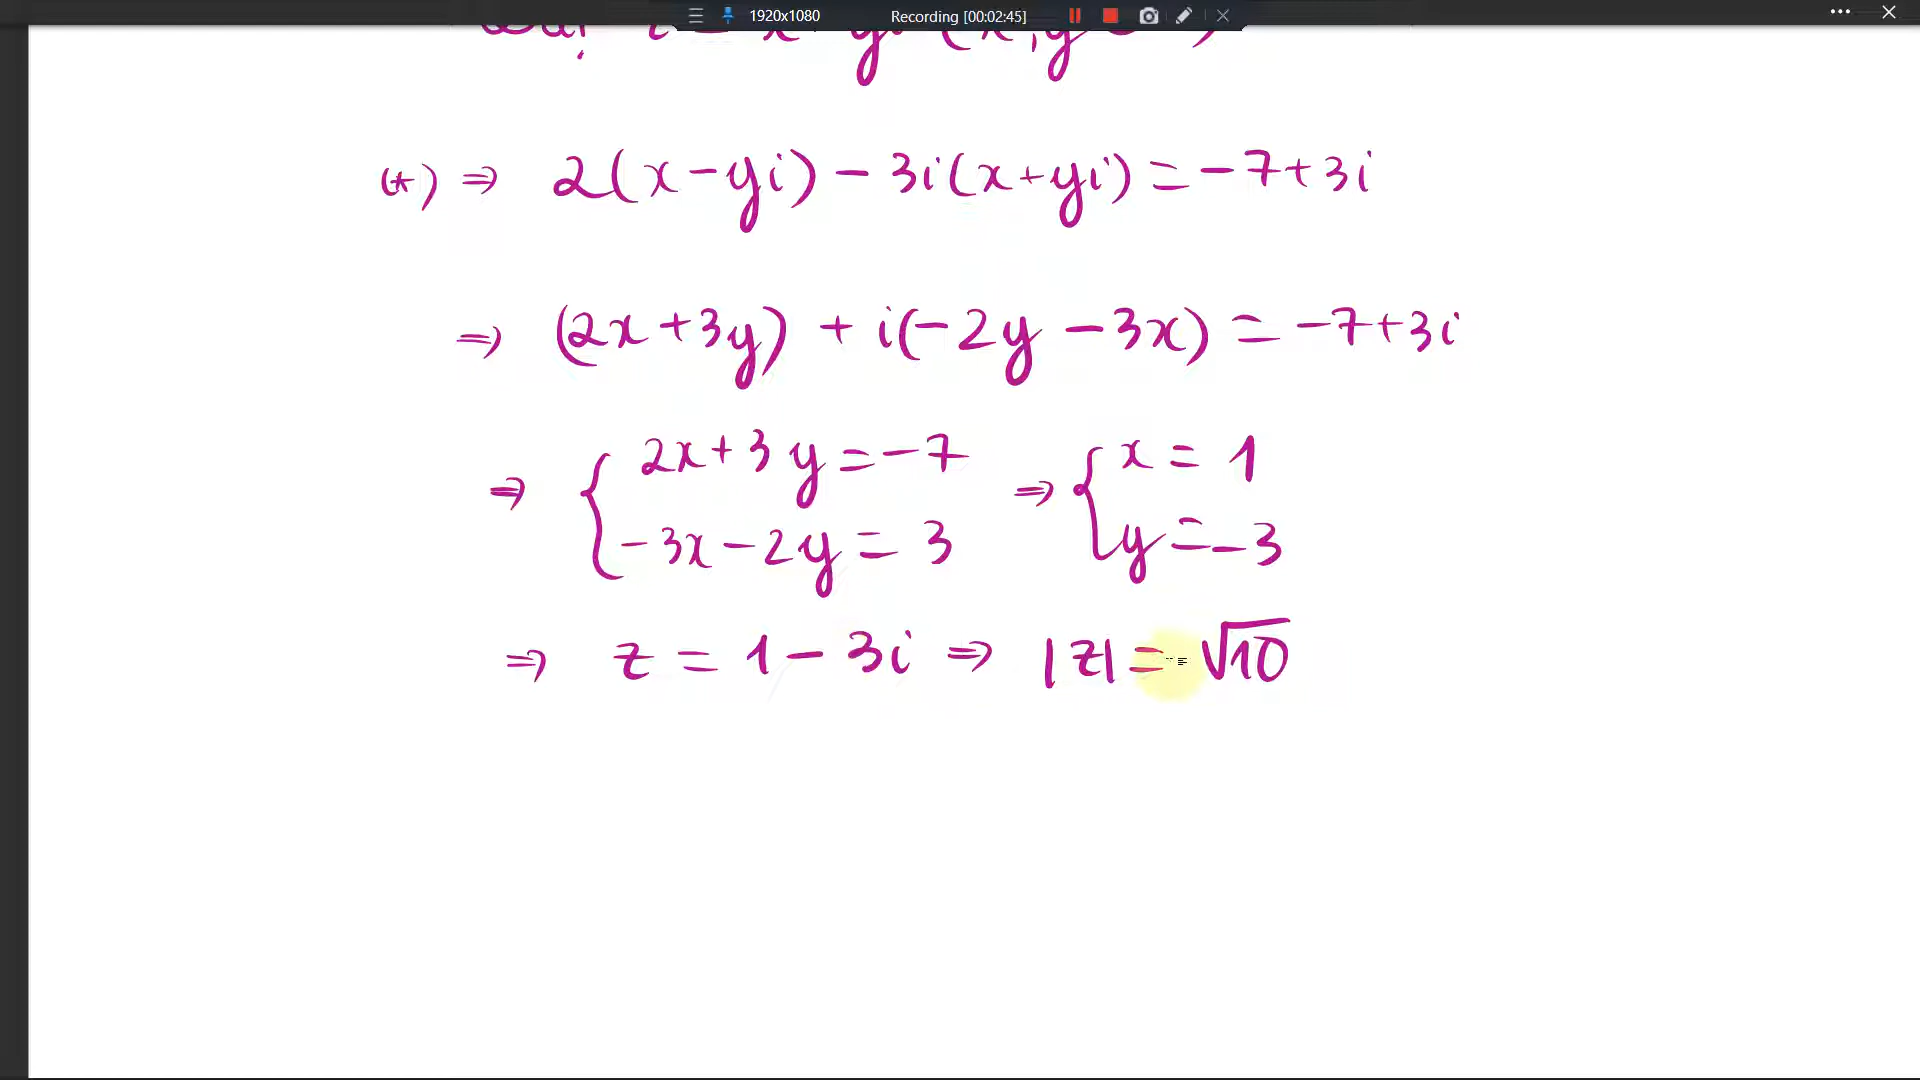 1920x1080 Recording [00:02:45]
(*) ⇒ 2(x-yi) - 3i(x+yi) = -7+3i
⇒ (2x+3y) + i(-2y-3x) = -7+3i
⇒ { 2x+3y = -7 ⇒ { x = 1
-3x-2y = 3 y = -3
⇒ z = 1-3i ⇒ |z| = √10